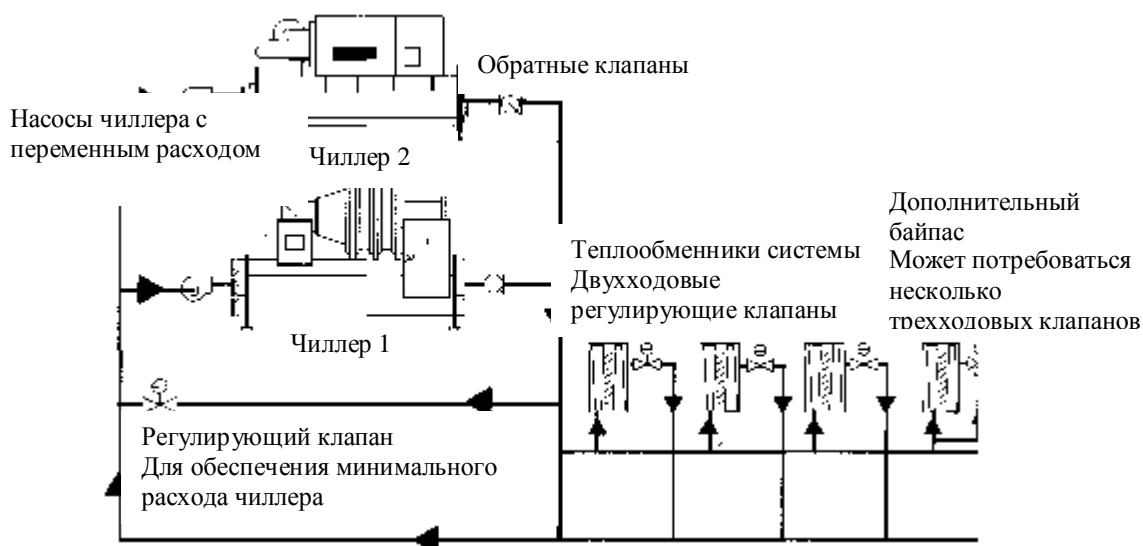 Обратные клапаны
Насосы чиллера с
переменным расходом
Чиллер 2
Дополнительный
байпас
Может потребоваться
несколько
трехходовых клапанов
Теплообменники системы
Двухходовые
регулирующие клапаны
Чиллер 1
Регулирующий клапан
Для обеспечения минимального
расхода чиллера